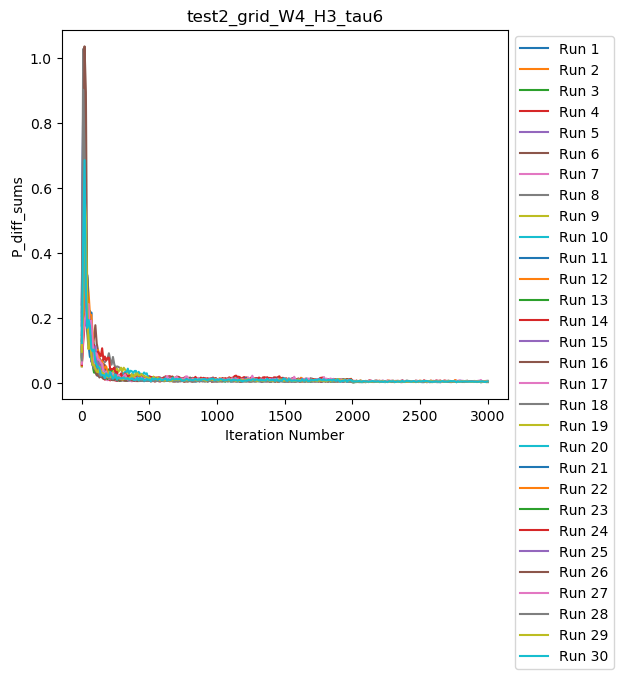 test2_grid_W4_H3_tau6
P_diff_sums
1.0
0.8
0.6
0.4
0.2
0.0
0 500 1000 1500 2000 2500 3000
Iteration Number
Run 1
Run 2
Run 3
Run 4
Run 5
Run 6
Run 7
Run 8
Run 9
Run 10
Run 11
Run 12
Run 13
Run 14
Run 15
Run 16
Run 17
Run 18
Run 19
Run 20
Run 21
Run 22
Run 23
Run 24
Run 25
Run 26
Run 27
Run 28
Run 29
Run 30